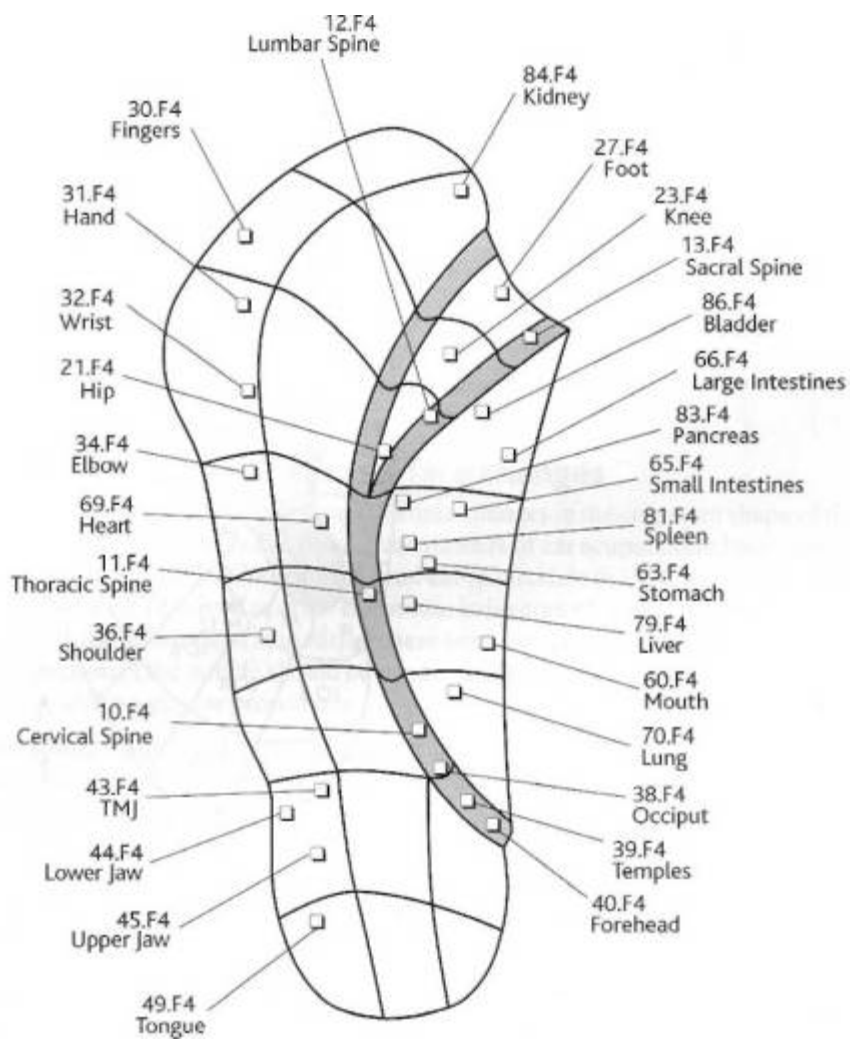 12.F4
Lumbar Spine
84.F4
Kidney
30.F4
Fingers
27.F4
Foot
31.F4
Hand
23.F4
Knee
13.F4
Sacral Spine
32.F4
Wrist
86.F4
Bladder
21.F4
Hip
66.F4
Large Intestines
83.F4
Pancreas
34.F4
Elbow
65.F4
Small Intestines
69.F4
Heart
81.F4
Spleen
11.F4
Thoracic Spine
63.F4
Stomach
36.F4
Shoulder
79.F4
Liver
60.F4
Mouth
10.F4
Cervical Spine
70.F4
Lung
43.F4
TMJ
38.F4
Occiput
44.F4
Lower Jaw
39.F4
Temples
40.F4
Forehead
45.F4
Upper Jaw
49.F4
Tongue